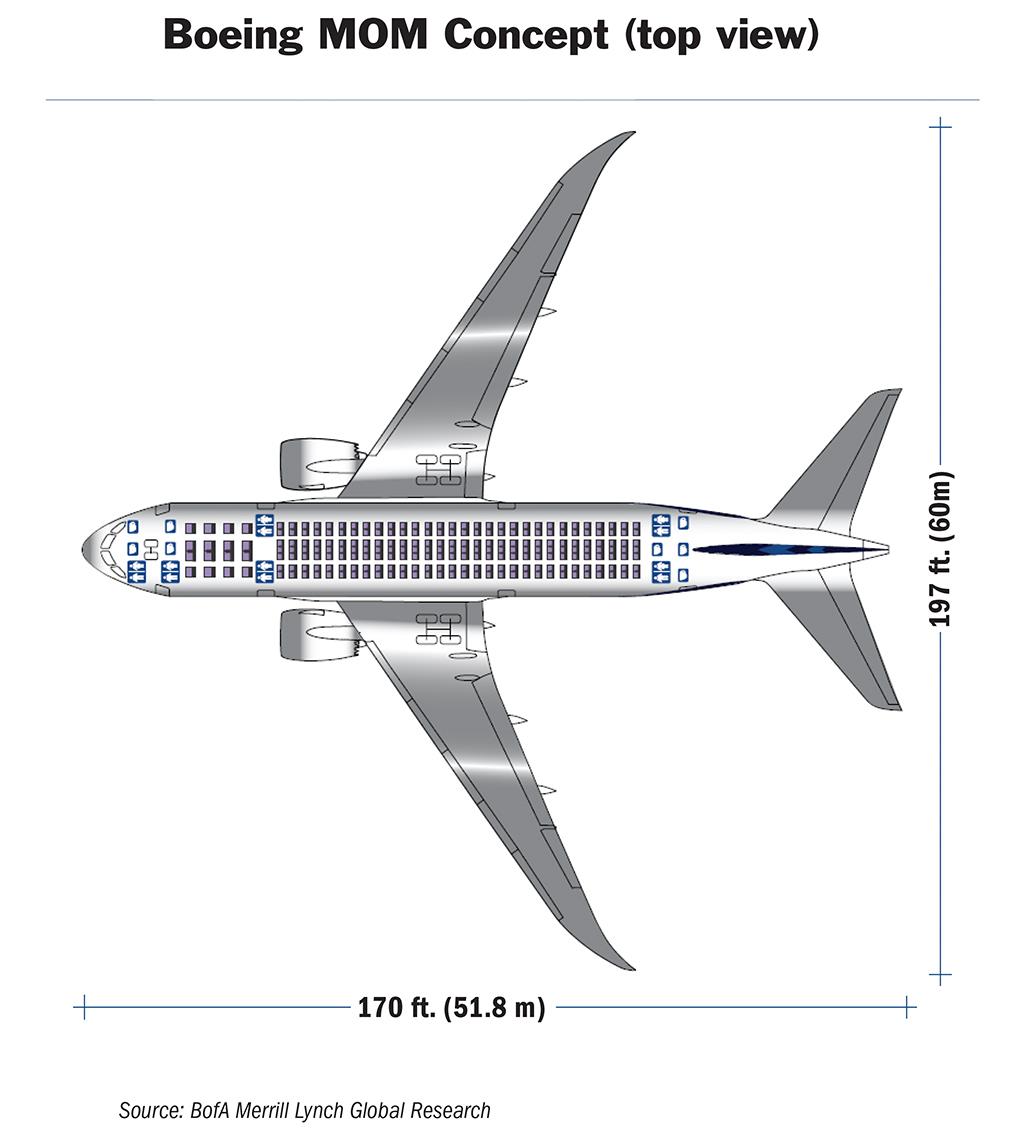 Boeing MOM Concept (top view)
197 ft. (60m)
170 ft. (51.8 m)
Source: BofA Merrill Lynch Global Research